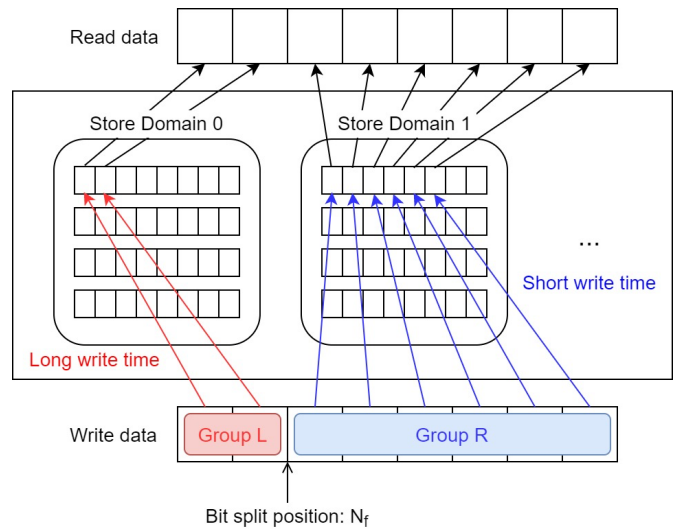 Read data
Store Domain 0
Store Domain 1
...
Short write time
Long write time
Write data
Group L
Group R
Bit split position: N_f